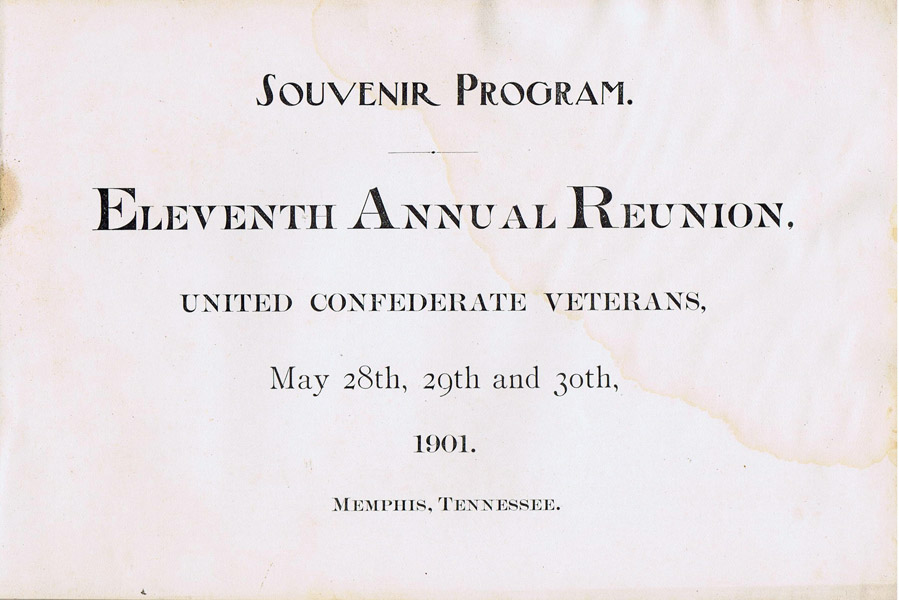 Souvenir Program.
Eleventh Annual Reunion,
UNITED CONFEDERATE VETERANS,
May 28th, 29th and 30th,
1901.
Memphis, Tennessee.